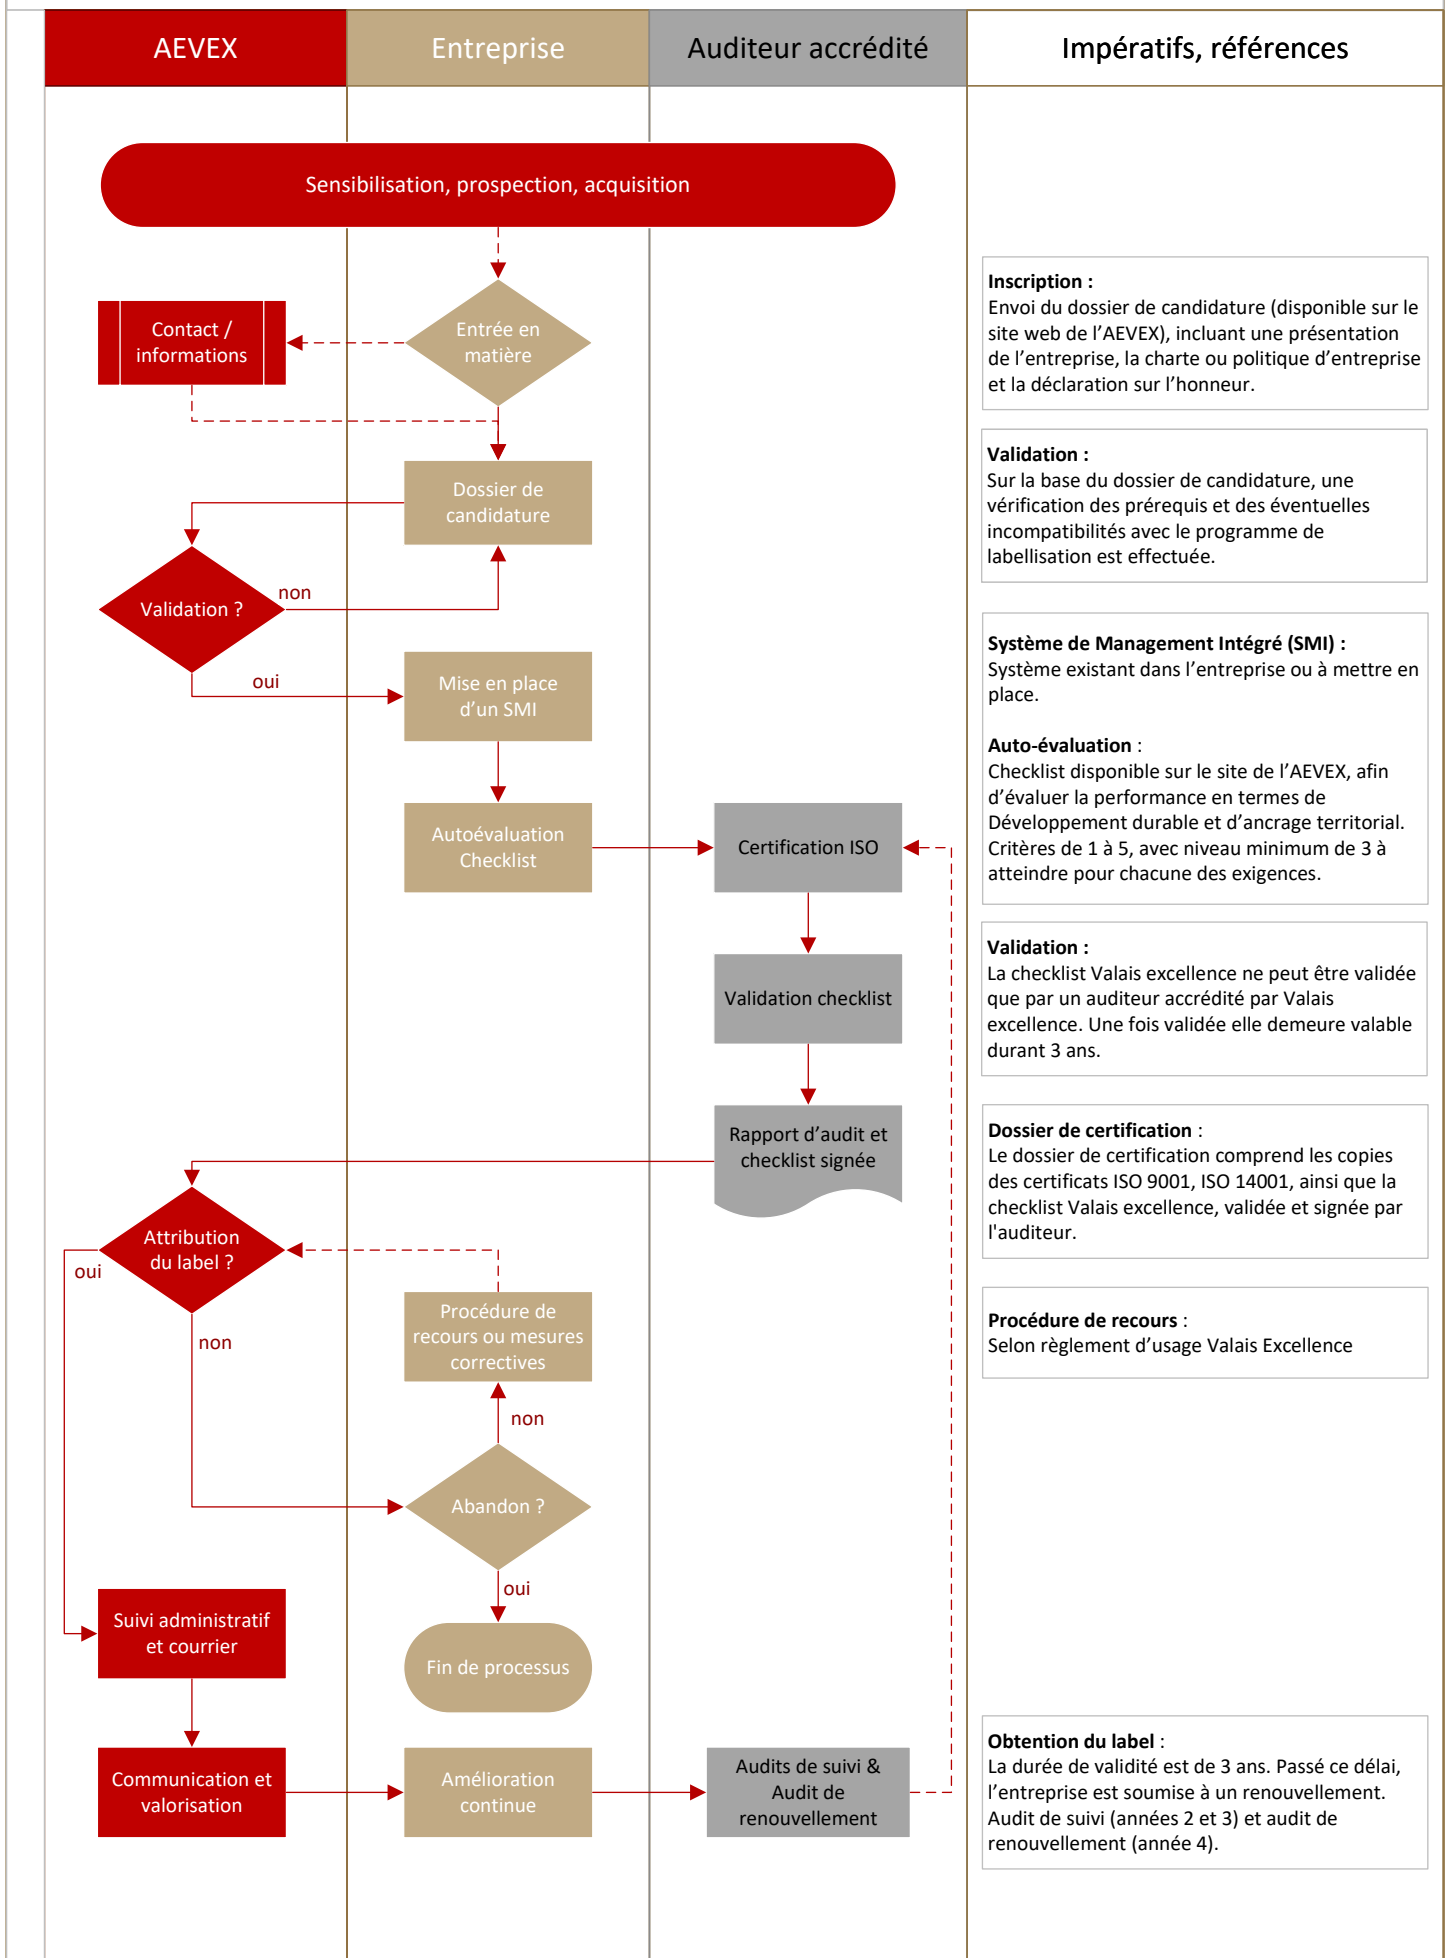 AEVEX
Entreprise
Auditeur accrédité
Impératifs, références
Sensibilisation, prospection, acquisition
Entrée en
matière
Contact /
informations
Inscription :
Envoi du dossier de candidature (disponible sur le
site web de l’AEVEX), incluant une présentation
de l’entreprise, la charte ou politique d’entreprise
et la déclaration sur l’honneur.
Dossier de
candidature
Validation :
Sur la base du dossier de candidature, une
vérification des prérequis et des éventuelles
incompatibilités avec le programme de
labellisation est effectuée.
Validation ?
non
oui
Mise en place
d’un SMI
Système de Management Intégré (SMI) :
Système existant dans l’entreprise ou à mettre en
place.
Auto-évaluation :
Checklist disponible sur le site de l’AEVEX, afin
d’évaluer la performance en termes de
Développement durable et d’ancrage territorial.
Critères de 1 à 5, avec niveau minimum de 3 à
atteindre pour chacune des exigences.
Autoévaluation
Checklist
Certification ISO
Validation checklist
Validation :
La checklist Valais excellence ne peut être validée
que par un auditeur accrédité par Valais
excellence. Une fois validée elle demeure valable
durant 3 ans.
Rapport d’audit et
checklist signée
Dossier de certification :
Le dossier de certification comprend les copies
des certificats ISO 9001, ISO 14001, ainsi que la
checklist Valais excellence, validée et signée par
l'auditeur.
Attribution
du label ?
oui
non
Procédure de
recours ou mesures
correctives
Procédure de recours :
Selon règlement d’usage Valais Excellence
non
Abandon ?
oui
Suivi administratif
et courrier
Fin de processus
Communication et
valorisation
Amélioration
continue
Audits de suivi &
Audit de
renouvellement
Obtention du label :
La durée de validité est de 3 ans. Passé ce délai,
l’entreprise est soumise à un renouvellement.
Audit de suivi (années 2 et 3) et audit de
renouvellement (année 4).